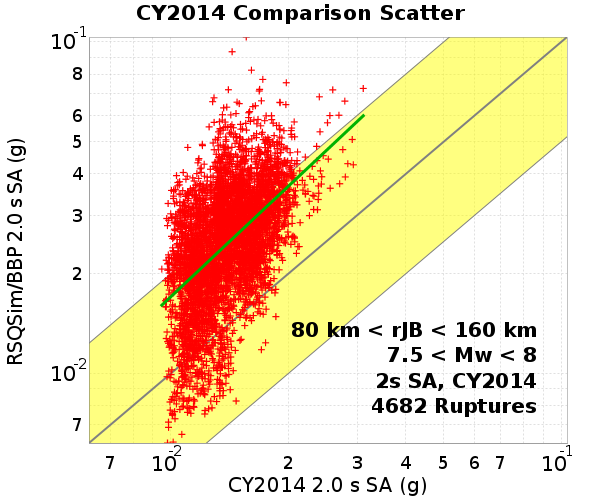 CY2014 Comparison Scatter
RSQSim/BBP 2.0 s SA (g)
10-1
8
6
5
4
3
2
10-2
7
80 km < rJB < 160 km
7.5 < Mw < 8
2s SA, CY2014
4682 Ruptures
7 10-2 2 3 4 5 6 7 10-1
CY2014 2.0 s SA (g)